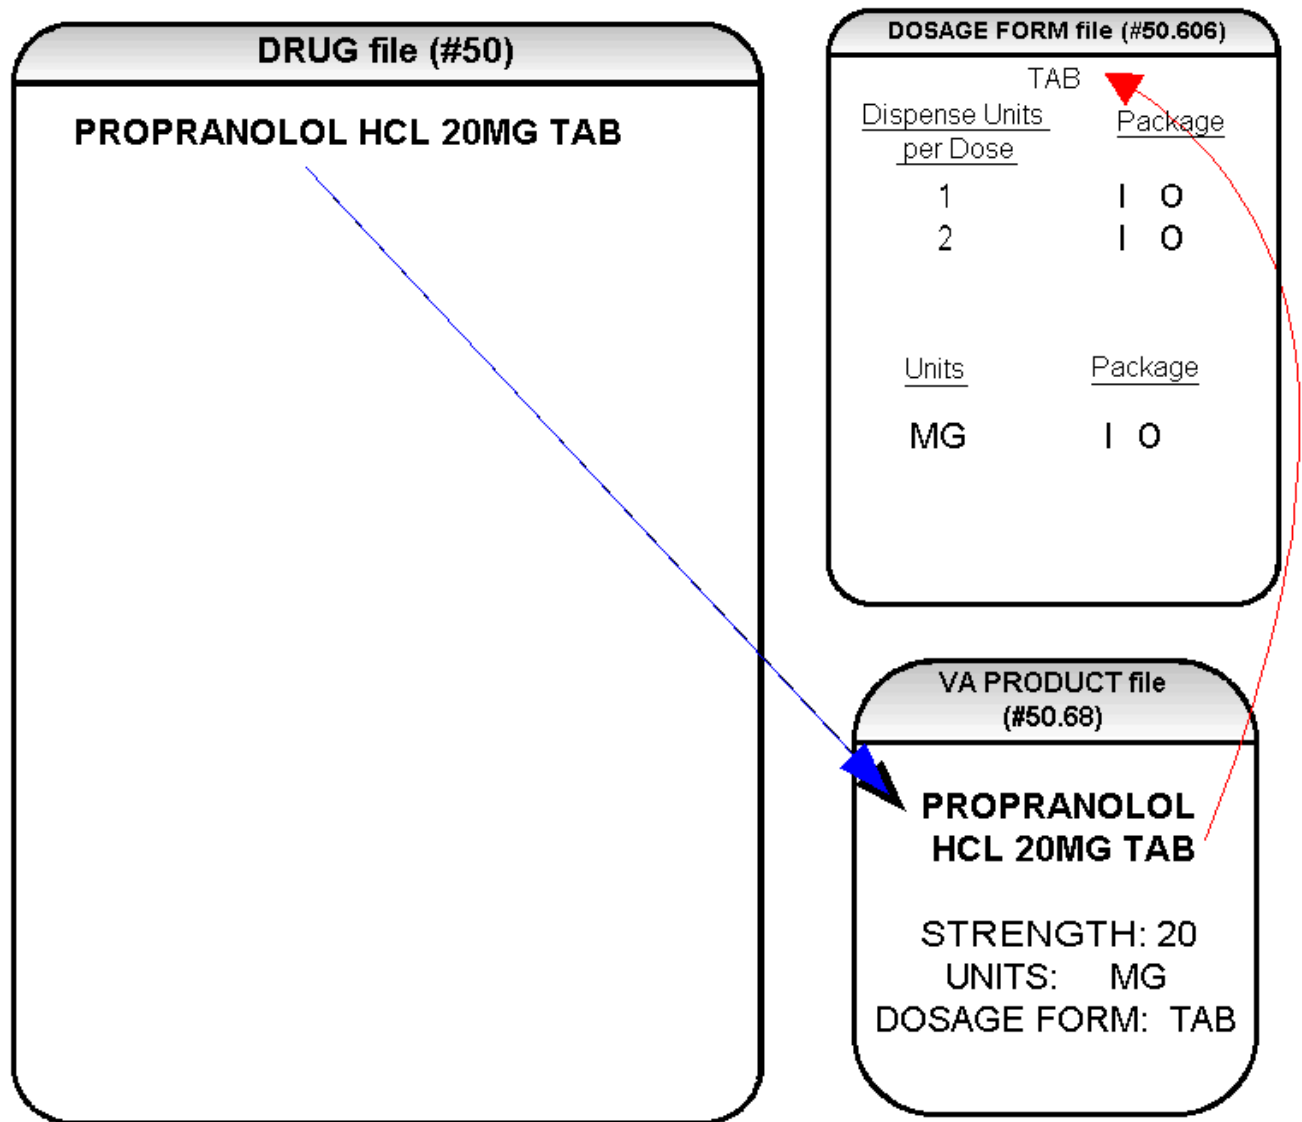 DRUG file (#50)
PROPRANOLOL HCL 20MG TAB
DOSAGE FORM file (#50.606)
TAB
Dispense Units Package
per Dose
1 I O
2 I O
Units Package
MG I O
VA PRODUCT file
(#50.68)
PROPRANOLOL
HCL 20MG TAB
STRENGTH: 20
UNITS: MG
DOSAGE FORM: TAB